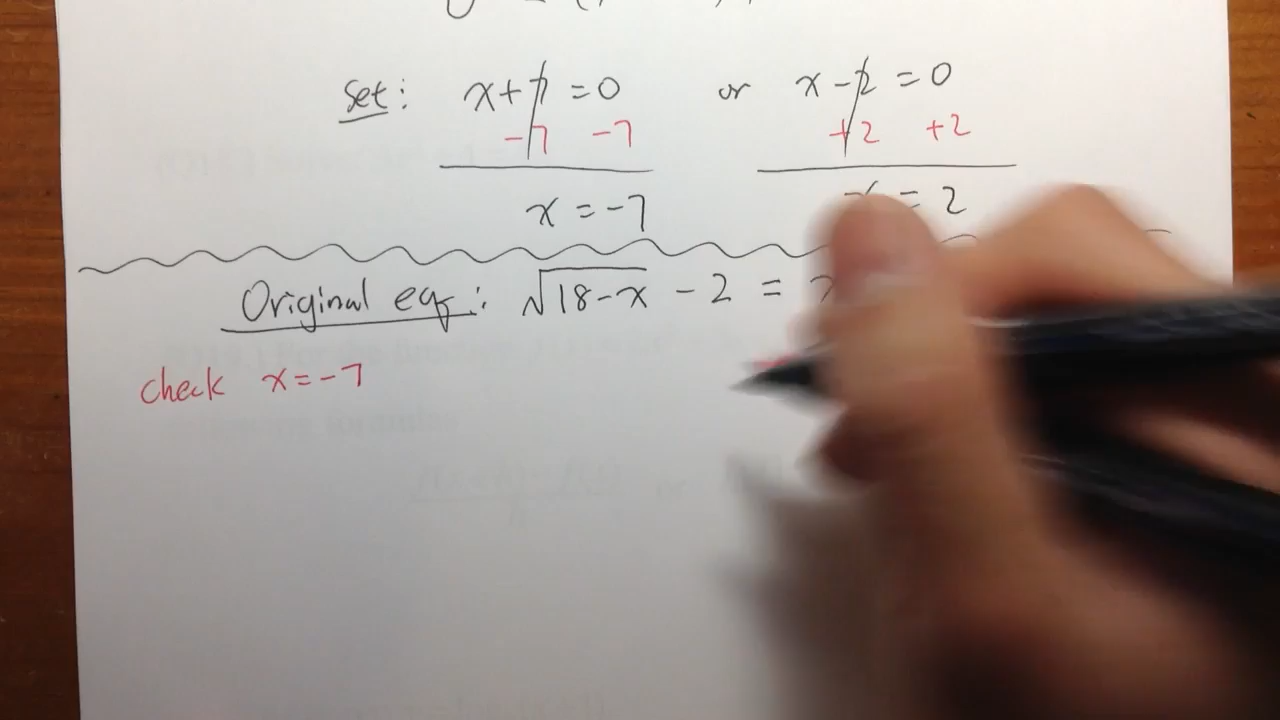 Set: x+7 =0 or x-2 =0
-7 -7 +2 +2
x = -7 x = 2
Original eq: √18-x - 2 = x
check x=-7